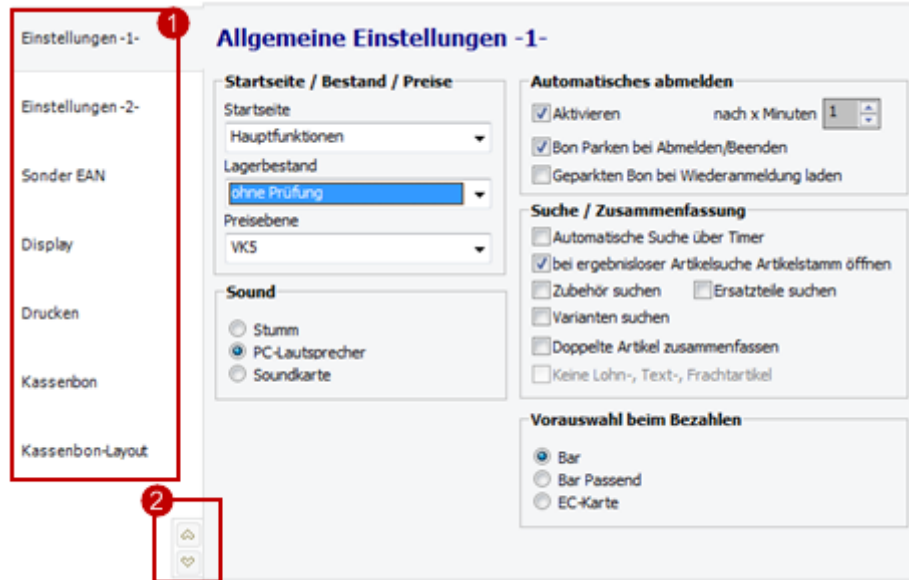 1
Einstellungen -1-
Einstellungen -2-
Sonder EAN
Display
Drucken
Kassenbon
Kassenbon-Layout
2
Allgemeine Einstellungen -1-
Startseite / Bestand / Preise
Startseite
Hauptfunktionen
Lagerbestand
ohne Prüfung
Preisebene
VK5
Sound
Stumm
PC-Lautsprecher
Soundkarte
Automatisches abmelden
Aktivieren nach x Minuten 1
Bon Parken bei Abmelden/Beenden
Geparkten Bon bei Wiederanmeldung laden
Suche / Zusammenfassung
Automatische Suche über Timer
bei ergebnisloser Artikelsuche Artikelstamm öffnen
Zubehör suchen Ersatzteile suchen
Varianten suchen
Doppelte Artikel zusammenfassen
Keine Lohn-, Text-, Frachtartikel
Vorauswahl beim Bezahlen
Bar
Bar Passend
EC-Karte